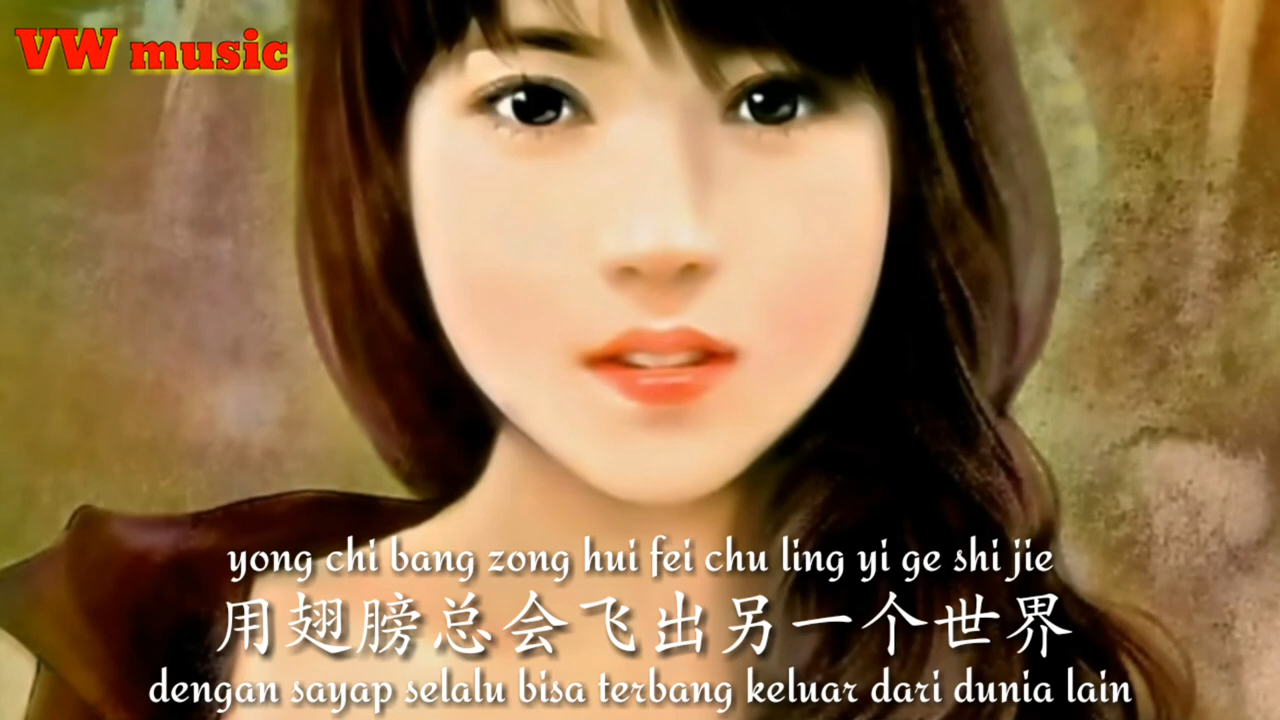 VW music
yong chi bang zong hui fei chu ling yi ge shi jie
用翅膀总会飞出另一个世界
dengan sayap selalu bisa terbang keluar dari dunia lain